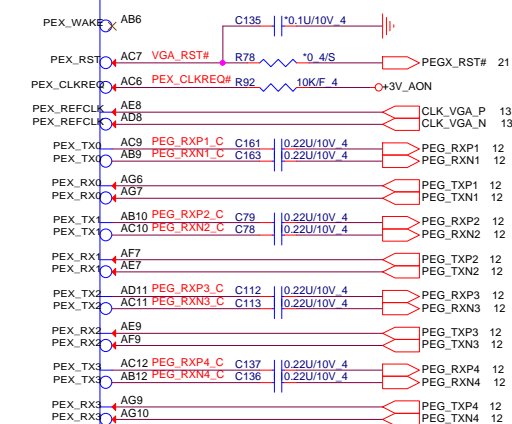 PEX_WAKE AB6 C135 *0.1U/10V_4
PEX_RST AC7 VGA_RST# R78 *0_4/S PEGX_RST# 21
PEX_CLKREQ AC6 PEX_CLKREQ# R92 10K/F_4 +3V_AON
PEX_REFCLK AE8 CLK_VGA_P 13
PEX_REFCLK AD8 CLK_VGA_N 13
PEX_TX0 AC9 PEG_RXP1_C C161 0.22U/10V_4 PEG_RXP1 12
PEX_TX0 AB9 PEG_RXN1_C C163 0.22U/10V_4 PEG_RXN1 12
PEX_RX0 AG6 PEG_TXP1 12
PEX_RX0 AG7 PEG_TXN1 12
PEX_TX1 AB10 PEG_RXP2_C C79 0.22U/10V_4 PEG_RXP2 12
PEX_TX1 AC10 PEG_RXN2_C C78 0.22U/10V_4 PEG_RXN2 12
PEX_RX1 AF7 PEG_TXP2 12
PEX_RX1 AE7 PEG_TXN2 12
PEX_TX2 AD11 PEG_RXP3_C C112 0.22U/10V_4 PEG_RXP3 12
PEX_TX2 AC11 PEG_RXN3_C C113 0.22U/10V_4 PEG_RXN3 12
PEX_RX2 AE9 PEG_TXP3 12
PEX_RX2 AF9 PEG_TXN3 12
PEX_TX3 AC12 PEG_RXP4_C C137 0.22U/10V_4 PEG_RXP4 12
PEX_TX3 AB12 PEG_RXN4_C C136 0.22U/10V_4 PEG_RXN4 12
PEX_RX3 AG9 PEG_TXP4 12
PEX_RX3 AG10 PEG_TXN4 12